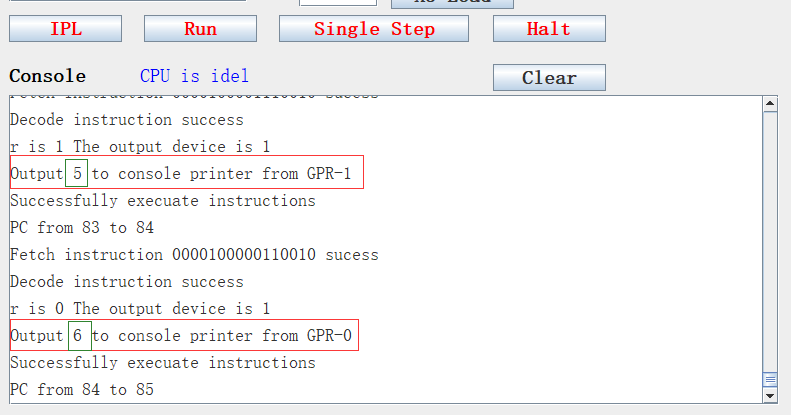 IPL Run Single Step Halt
Console CPU is idel Clear
Decode instruction success
r is 1 The output device is 1
Output 5 to console printer from GPR-1
Successfully execuate instructions
PC from 83 to 84
Fetch instruction 0000100000110010 sucess
Decode instruction success
r is 0 The output device is 1
Output 6 to console printer from GPR-0
Successfully execuate instructions
PC from 84 to 85